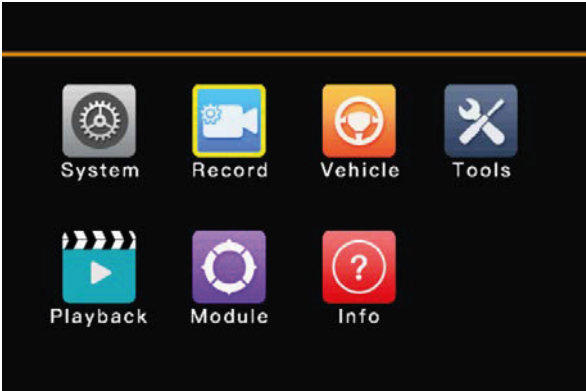 System
Record
Vehicle
Tools
Playback
Module
Info